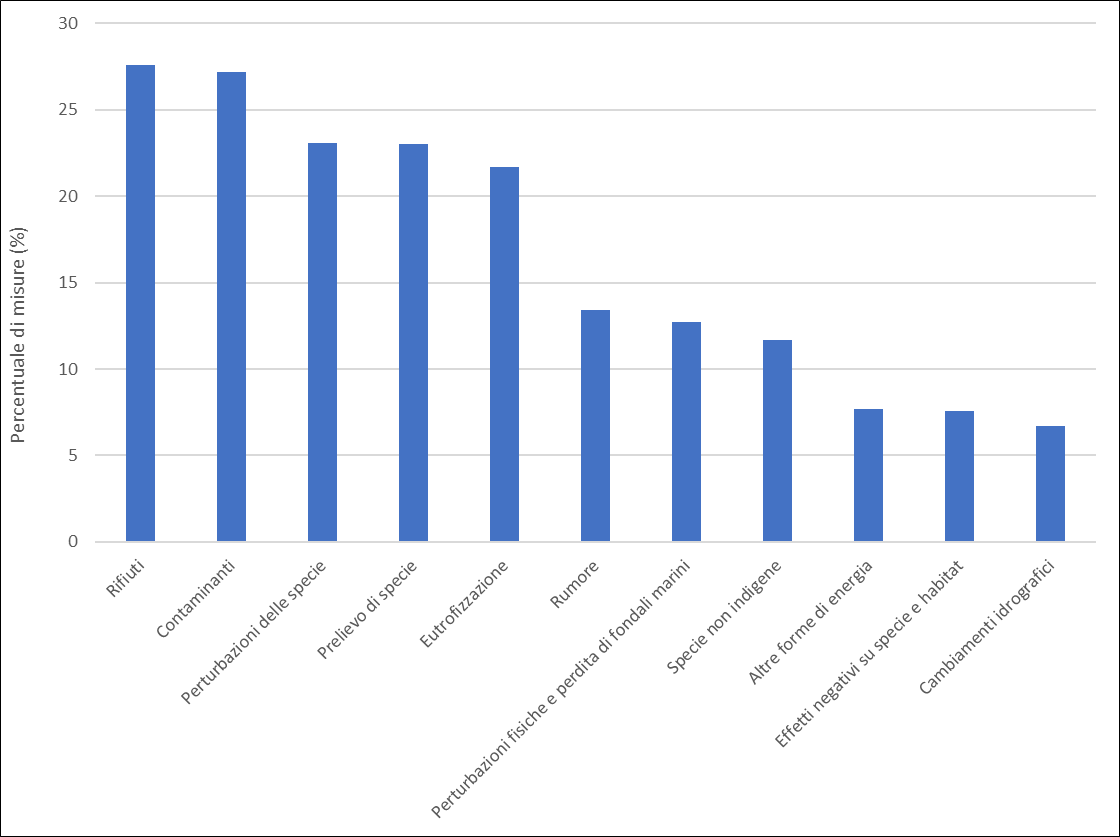 30
25
20
15
10
5
0
Percentuale di misure (%)
Rifiuti
Contaminanti
Perturbazioni delle specie
Prelievo di specie
Eutrofizzazione
Rumore
Perturbazioni fisiche e perdita di fondali marini
Specie non indigene
Altre forme di energia
Effetti negativi su specie e habitat
Cambiamenti idrografici